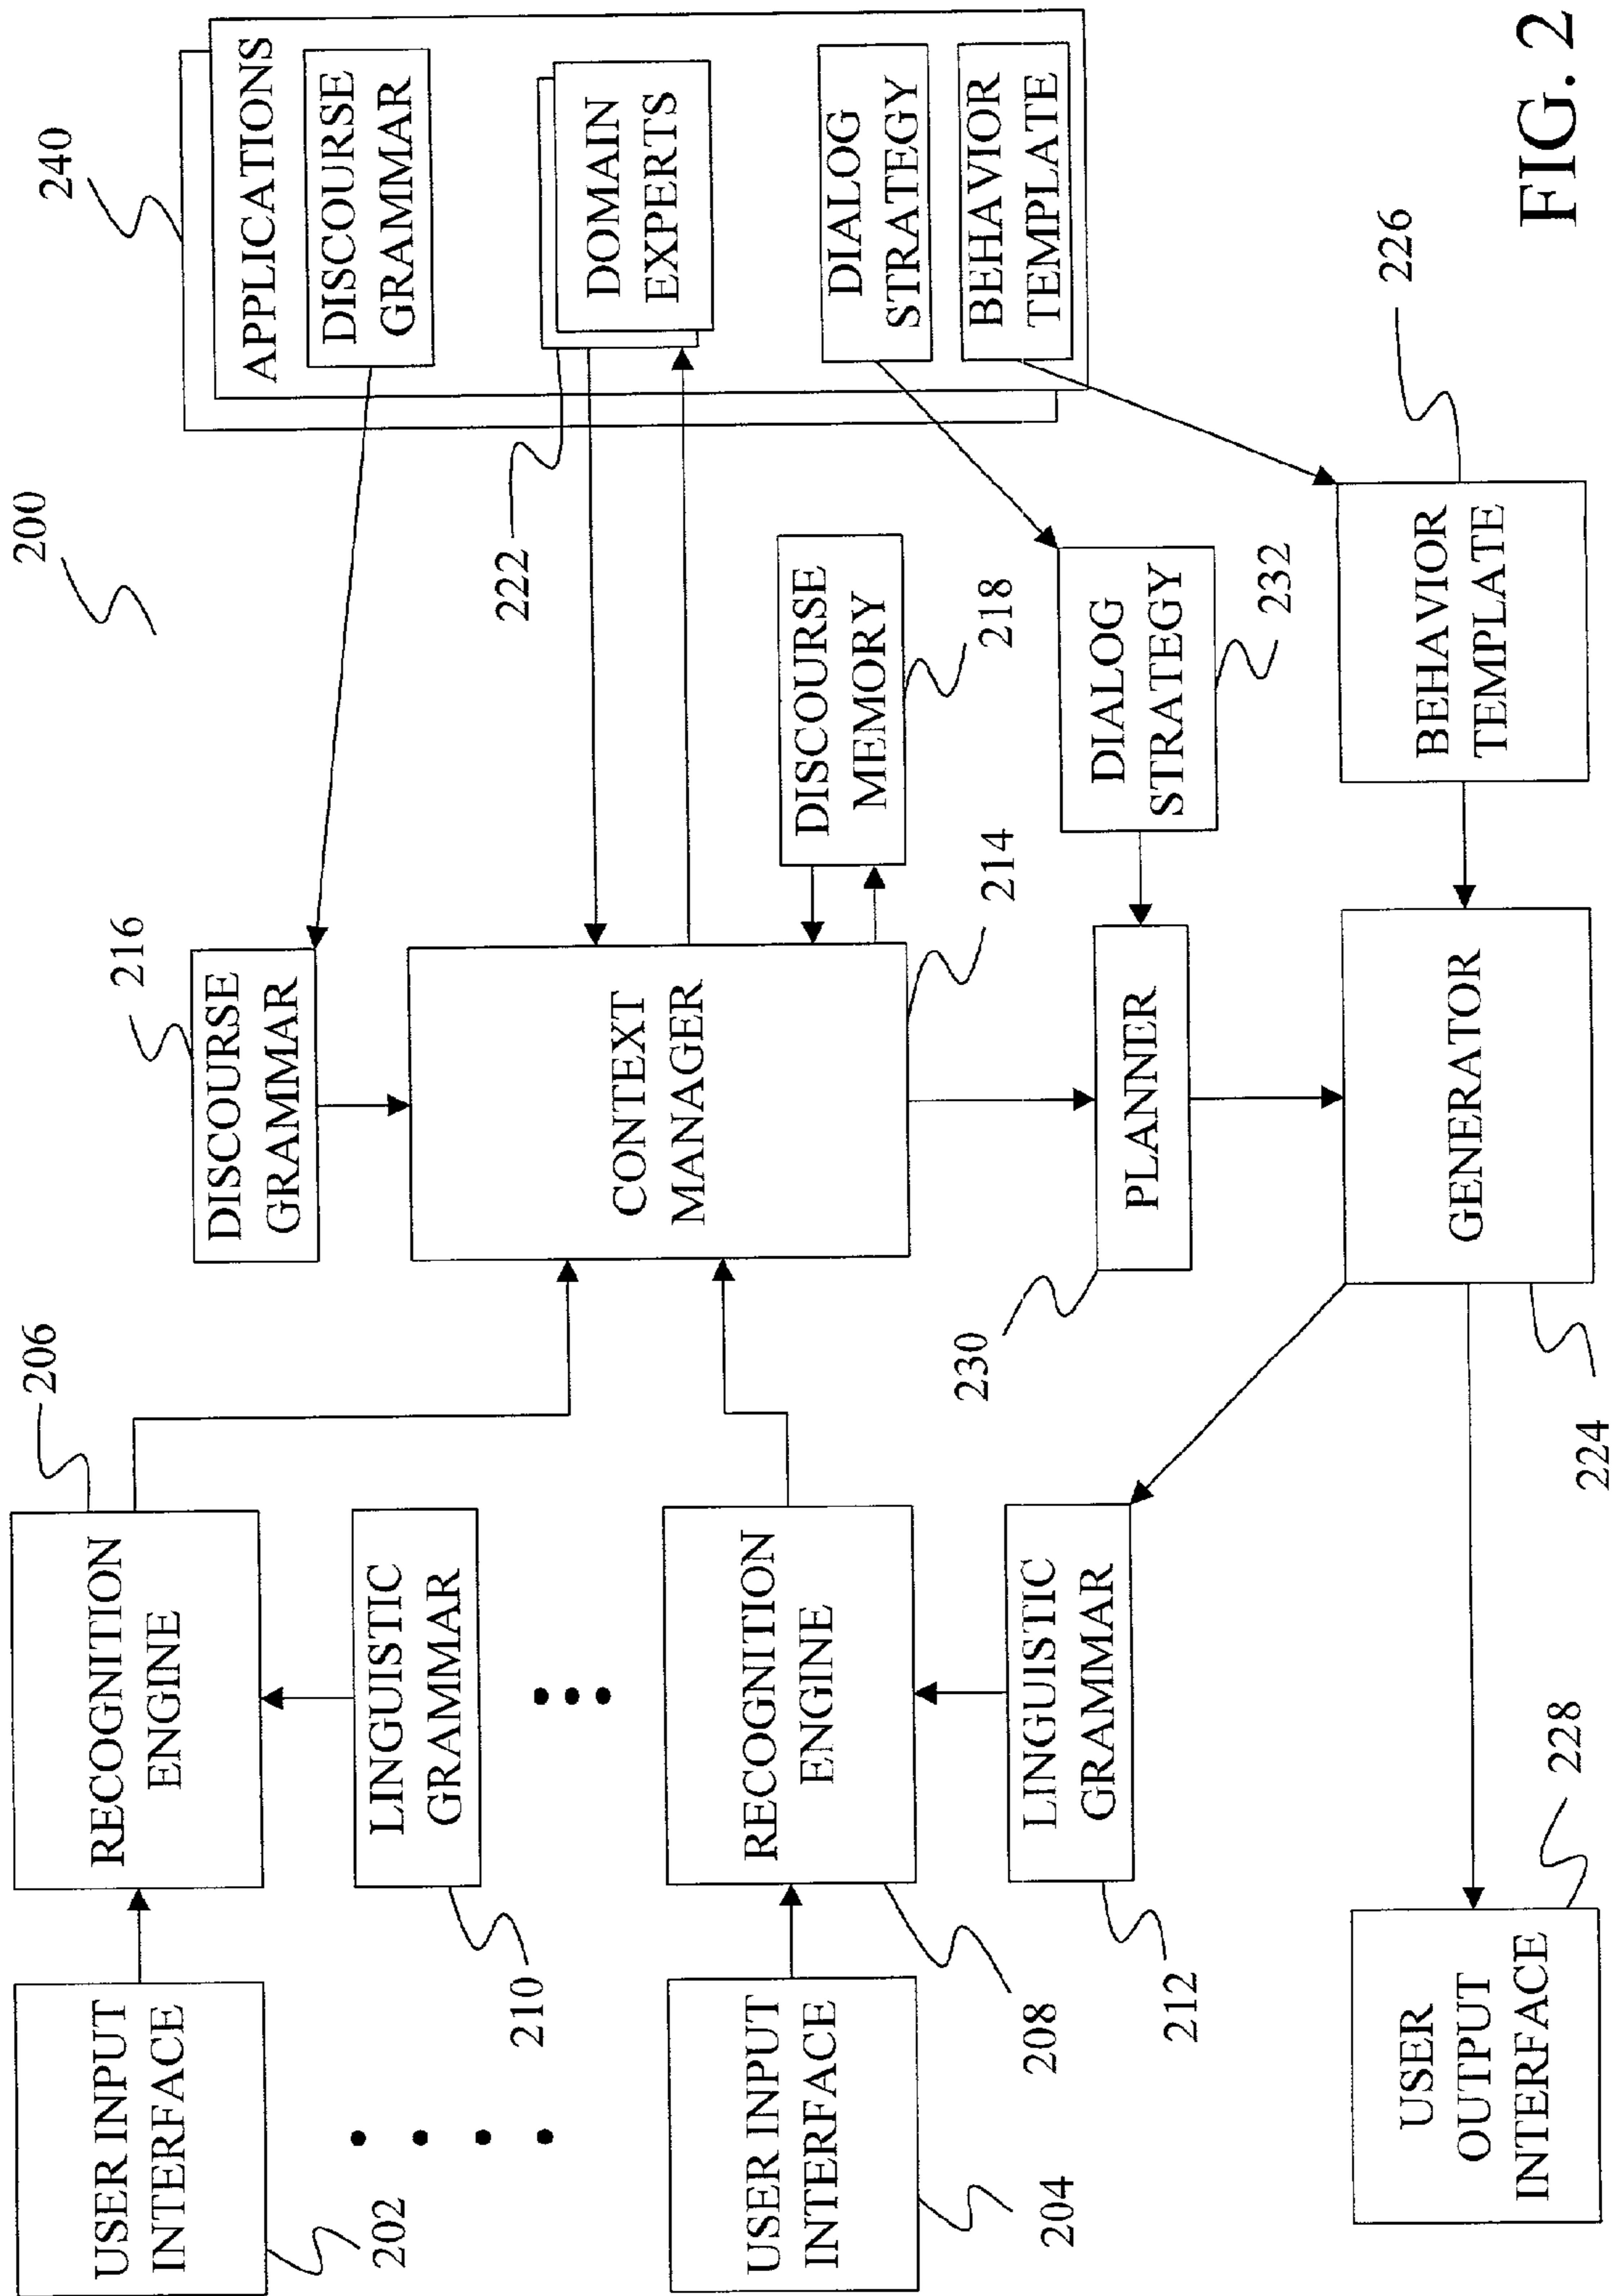 200
240
206
RECOGNITION
ENGINE
USER INPUT
INTERFACE
202
LINGUISTIC
GRAMMAR
210
216
DISCOURSE
GRAMMAR
APPLICATIONS
DISCOURSE
GRAMMAR
222
DOMAIN
EXPERTS
CONTEXT
MANAGER
214
DISCOURSE
MEMORY
218
USER INPUT
INTERFACE
204
RECOGNITION
ENGINE
208
LINGUISTIC
GRAMMAR
212
230
PLANNER
DIALOG
STRATEGY
232
DIALOG
STRATEGY
BEHAVIOR
TEMPLATE
226
USER
OUTPUT
INTERFACE
228
GENERATOR
224
BEHAVIOR
TEMPLATE
FIG. 2